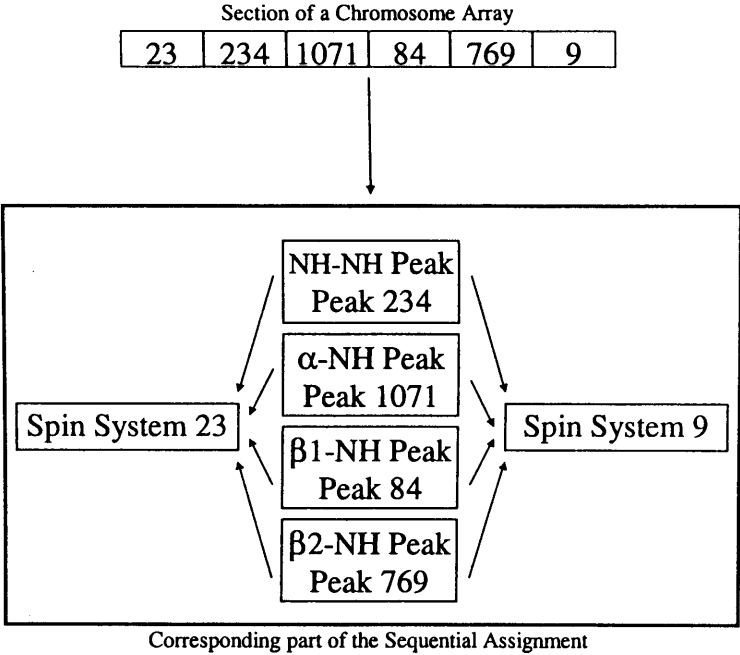 Section of a Chromosome Array
23 234 1071 84 769 9
NH-NH Peak
Peak 234
α-NH Peak
Peak 1071
Spin System 23
Spin System 9
β1-NH Peak
Peak 84
β2-NH Peak
Peak 769
Corresponding part of the Sequential Assignment